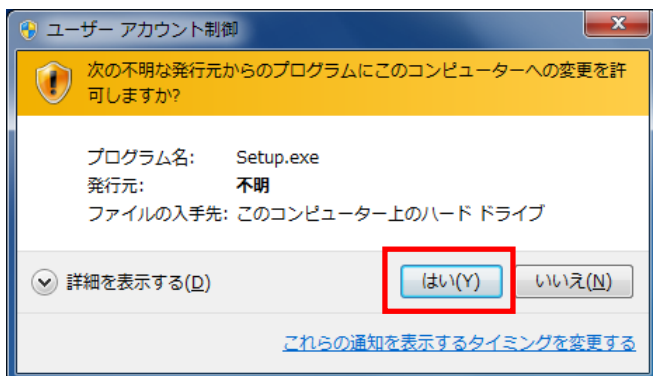 ユーザー アカウント制御
次の不明な発行元からのプログラムにこのコンピューターへの変更を許
可しますか?
プログラム名: Setup.exe
発行元: 不明
ファイルの入手先: このコンピューター上のハード ドライブ
詳細を表示する(D) はい(Y) いいえ(N)
これらの通知を表示するタイミングを変更する